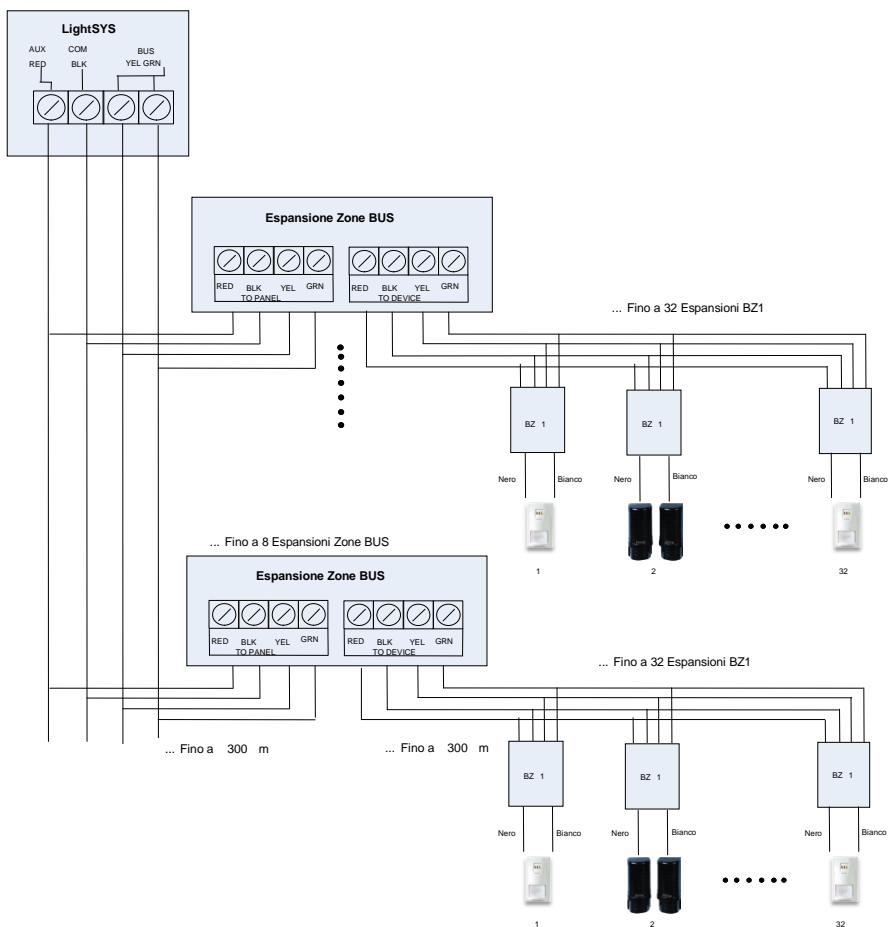 LightSYS
AUX COM BUS
RED BLK YEL GRN
Espansione Zone BUS
RED BLK YEL GRN RED BLK YEL GRN
TO PANEL TO DEVICE
... Fino a 32 Espansioni BZ1
BZ 1 BZ 1 BZ 1
Nero Bianco Nero Bianco Nero Bianco
1 2 32
... Fino a 8 Espansioni Zone BUS
Espansione Zone BUS
RED BLK YEL GRN RED BLK YEL GRN
TO PANEL TO DEVICE
... Fino a 32 Espansioni BZ1
... Fino a 300 m ... Fino a 300 m
BZ 1 BZ 1 BZ 1
Nero Bianco Nero Bianco Nero Bianco
1 2 32